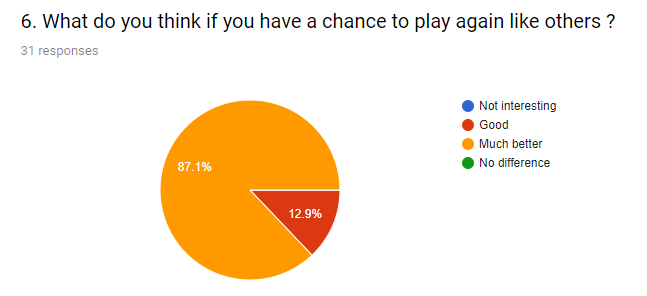 6. What do you think if you have a chance to play again like others ?
31 responses
Not interesting
Good
Much better
No difference
87.1%
12.9%